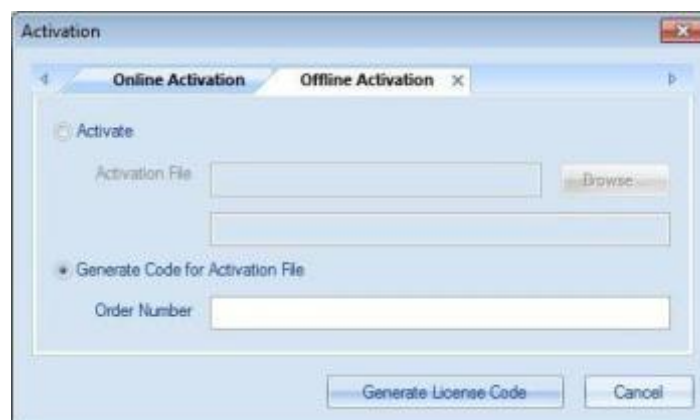 Activation
Online Activation Offline Activation
Activate
Activation File Browse...
Generate Code for Activation File
Order Number
Generate License Code Cancel